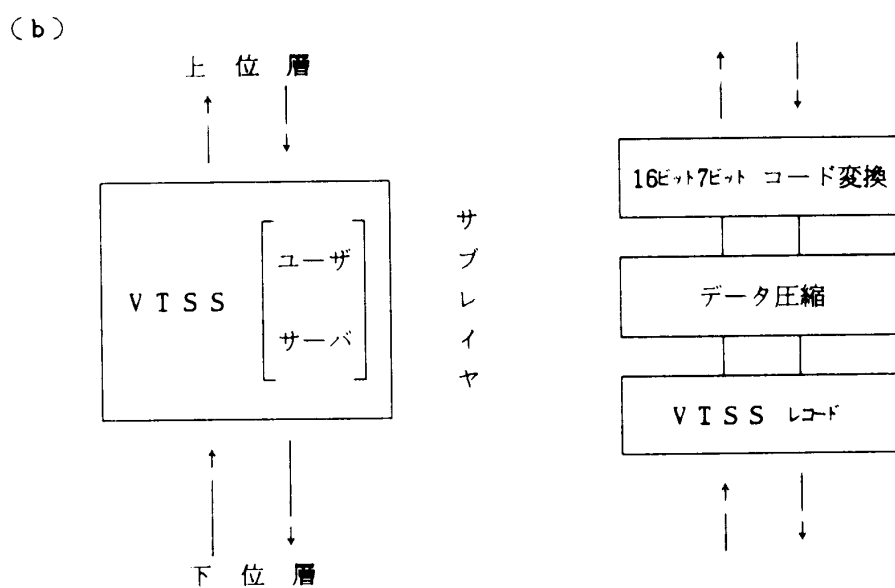 (b)
上 位 層
VTSS
ユーザ
サーバ
下 位 層
サブレイヤ
16ビット7ビット コード変換
データ圧縮
VTSS レコード